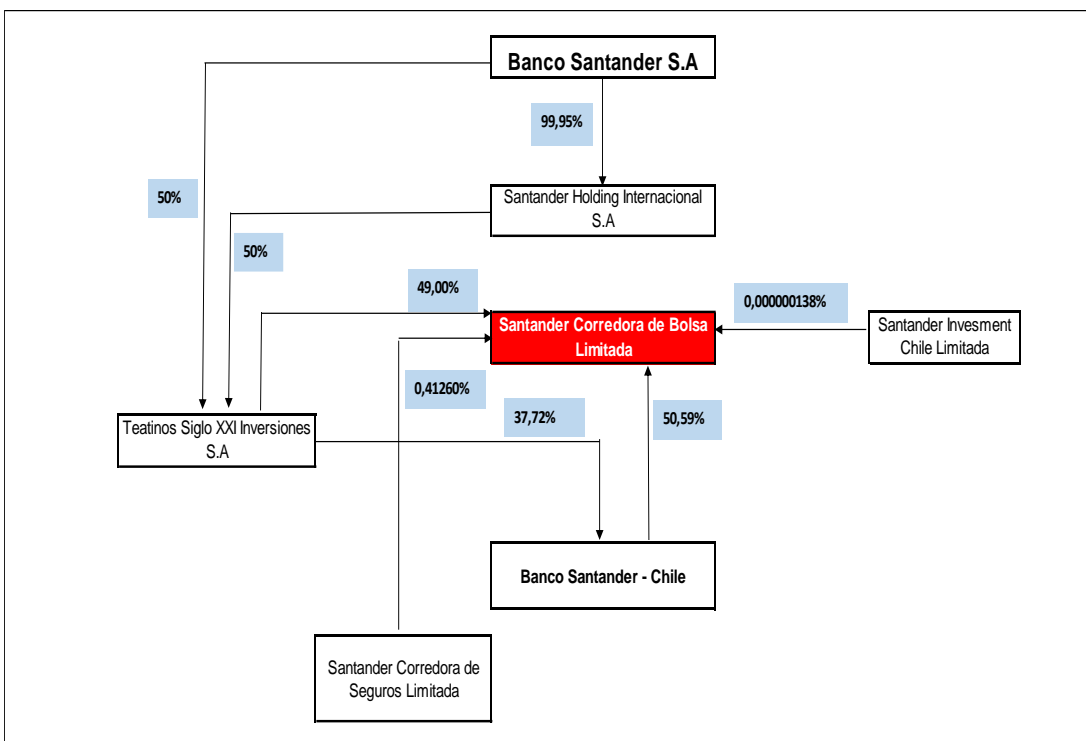 Banco Santander S.A
99,95%
Santander Holding Internacional
S.A
50%
50%
49,00%
0,000000138%
Santander Corredora de Bolsa
Limitada
Santander Invesment
Chile Limitada
0,41260%
37,72%
50,59%
Teatinos Siglo XXI Inversiones
S.A
Banco Santander - Chile
Santander Corredora de
Seguros Limitada